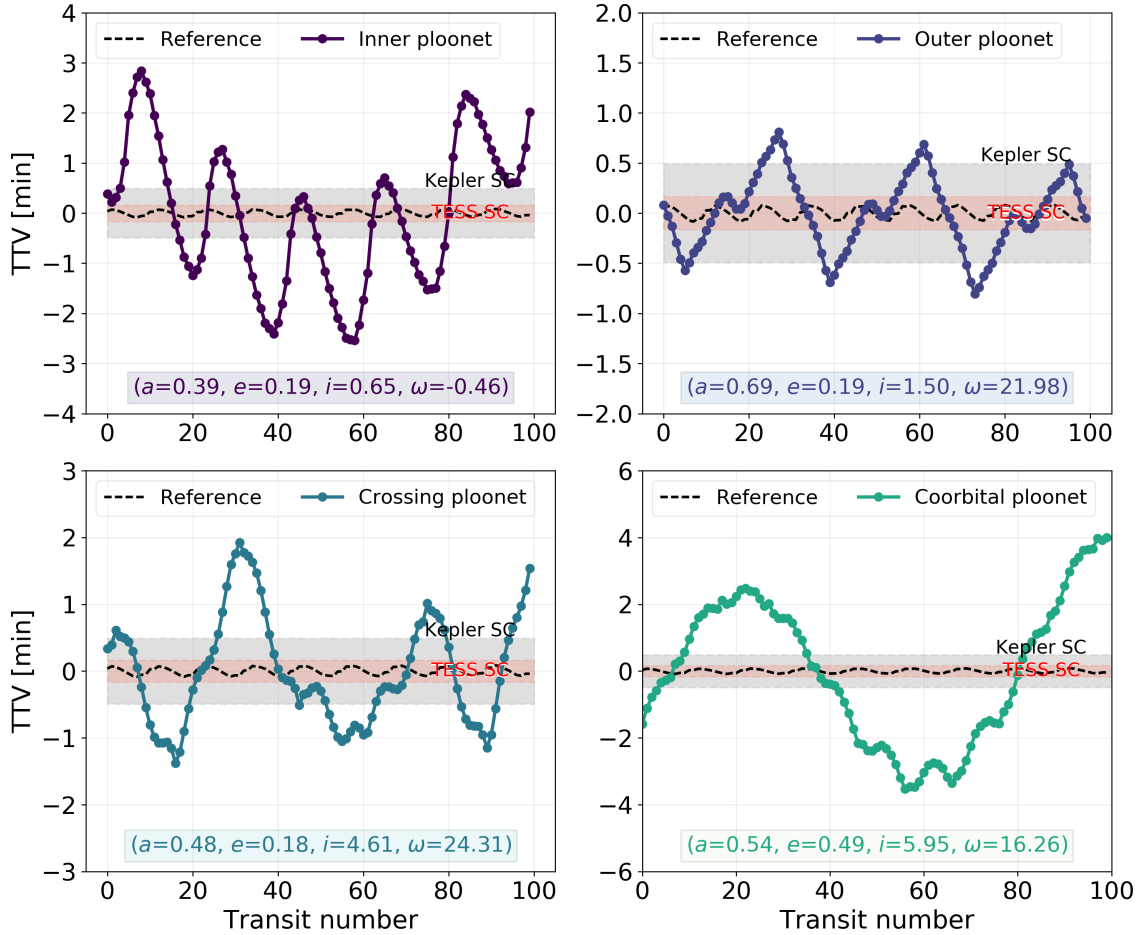 4
3
2
1
0
−1
−2
−3
−4
TTV [min]
Reference
Inner ploonet
Kepler SC
TESS SC
(a=0.39, e=0.19, i=0.65, ω=-0.46)
0 20 40 60 80 100
2.0
1.5
1.0
0.5
0.0
−0.5
−1.0
−1.5
−2.0
Reference
Outer ploonet
Kepler SC
TESS SC
(a=0.69, e=0.19, i=1.50, ω=21.98)
0 20 40 60 80 100
3
2
1
0
−1
−2
−3
TTV [min]
Reference
Crossing ploonet
Kepler SC
TESS SC
(a=0.48, e=0.18, i=4.61, ω=24.31)
0 20 40 60 80 100
Transit number
6
4
2
0
−2
−4
−6
Reference
Coorbital ploonet
Kepler SC
TESS SC
(a=0.54, e=0.49, i=5.95, ω=16.26)
0 20 40 60 80 100
Transit number